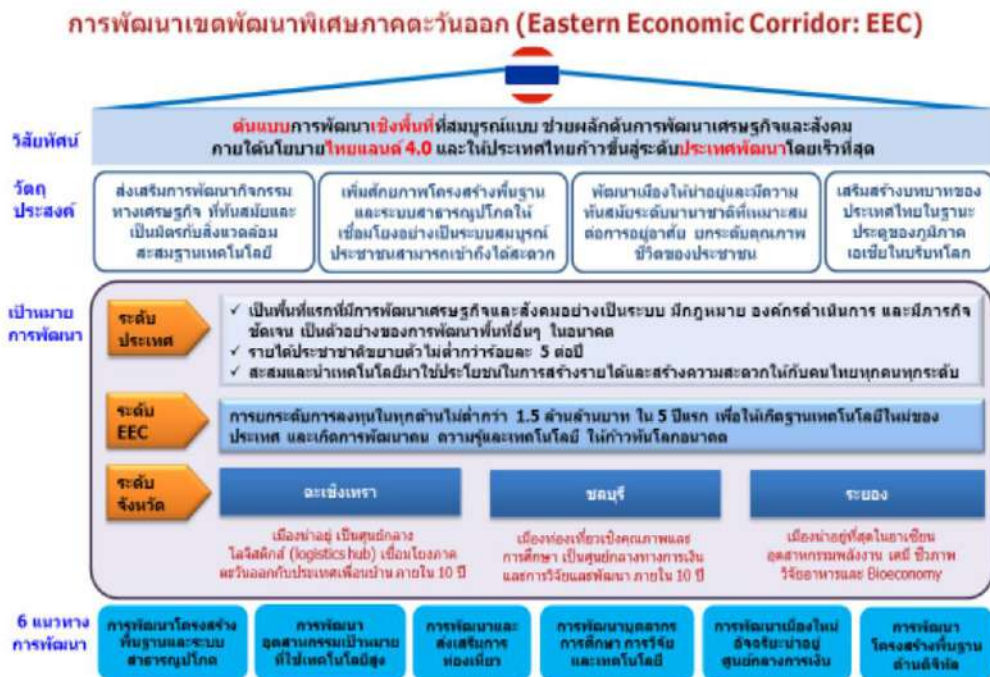 การพัฒนาเขตพัฒนาพิเศษภาคตะวันออก (Eastern Economic Corridor: EEC)
วิสัยทัศน์
ต้นแบบการพัฒนาเชิงพื้นที่ที่สมบูรณ์แบบ ช่วยผลักดันการพัฒนาเศรษฐกิจและสังคม
ภายใต้นโยบายไทยแลนด์ 4.0 และให้ประเทศไทยก้าวขึ้นสู่ระดับประเทศพัฒนาโดยเร็วที่สุด
วัตถุ
ประสงค์
ส่งเสริมการพัฒนากิจกรรม
ทางเศรษฐกิจ ที่ทันสมัยและ
เป็นมิตรกับสิ่งแวดล้อม
สะสมฐานเทคโนโลยี
เพิ่มศักยภาพโครงสร้างพื้นฐาน
และระบบสาธารณูปโภคให้
เชื่อมโยงอย่างเป็นระบบสมบูรณ์
ประชาชนสามารถเข้าถึงได้สะดวก
พัฒนาเมืองให้น่าอยู่และมีความ
ทันสมัยระดับนานาชาติที่เหมาะสม
ต่อการอยู่อาศัย ยกระดับคุณภาพ
ชีวิตของประชาชน
เสริมสร้างบทบาทของ
ประเทศไทยในฐานะ
ประตูของภูมิภาค
เอเชียในบริบทโลก
เป้าหมาย
การพัฒนา
ระดับ
ประเทศ
✓ เป็นพื้นที่แรกที่มีการพัฒนาเศรษฐกิจและสังคมอย่างเป็นระบบ มีกฎหมาย องค์กรดำเนินการ และมีภารกิจ
ชัดเจน เป็นตัวอย่างของการพัฒนาพื้นที่อื่นๆ ในอนาคต
✓ รายได้ประชาชาติขยายตัวไม่ต่ำกว่าร้อยละ 5 ต่อปี
✓ สะสมและนำเทคโนโลยีมาใช้ประโยชน์ในการสร้างรายได้และสร้างความสะดวกให้กับคนไทยทุกคนทุกระดับ
ระดับ
EEC
การยกระดับการลงทุนในทุกด้านไม่ต่ำกว่า 1.5 ล้านล้านบาท ใน 5 ปีแรก เพื่อให้เกิดฐานเทคโนโลยีใหม่ของ
ประเทศ และเกิดการพัฒนาคน ความรู้และเทคโนโลยี ให้ก้าวทันโลกอนาคต
ระดับ
จังหวัด
ฉะเชิงเทรา
เมืองน่าอยู่ เป็นศูนย์กลาง
โลจิสติกส์ (logistics hub) เชื่อมโยงภาค
ตะวันออกกับประเทศเพื่อนบ้าน ภายใน 10 ปี
ชลบุรี
เมืองท่องเที่ยวเชิงคุณภาพและ
การศึกษา เป็นศูนย์กลางทางการเงิน
และการวิจัยและพัฒนา ภายใน 10 ปี
ระยอง
เมืองน่าอยู่ที่สุดในอาเซียน
อุตสาหกรรมพลังงาน เคมี ชีวภาพ
วิจัยอาหารและ Bioeconomy
6 แนวทาง
การพัฒนา
การพัฒนาโครงสร้าง
พื้นฐานและระบบ
สาธารณูปโภค
การพัฒนา
อุตสาหกรรมเป้าหมาย
ที่ใช้เทคโนโลยีสูง
การพัฒนาและ
ส่งเสริมการ
ท่องเที่ยว
การพัฒนาบุคลากร
การศึกษา การวิจัย
และเทคโนโลยี
การพัฒนาเมืองใหม่
อัจฉริยะน่าอยู่
ศูนย์กลางการเงิน
การพัฒนา
โครงสร้างพื้นฐาน
ด้านดิจิทัล